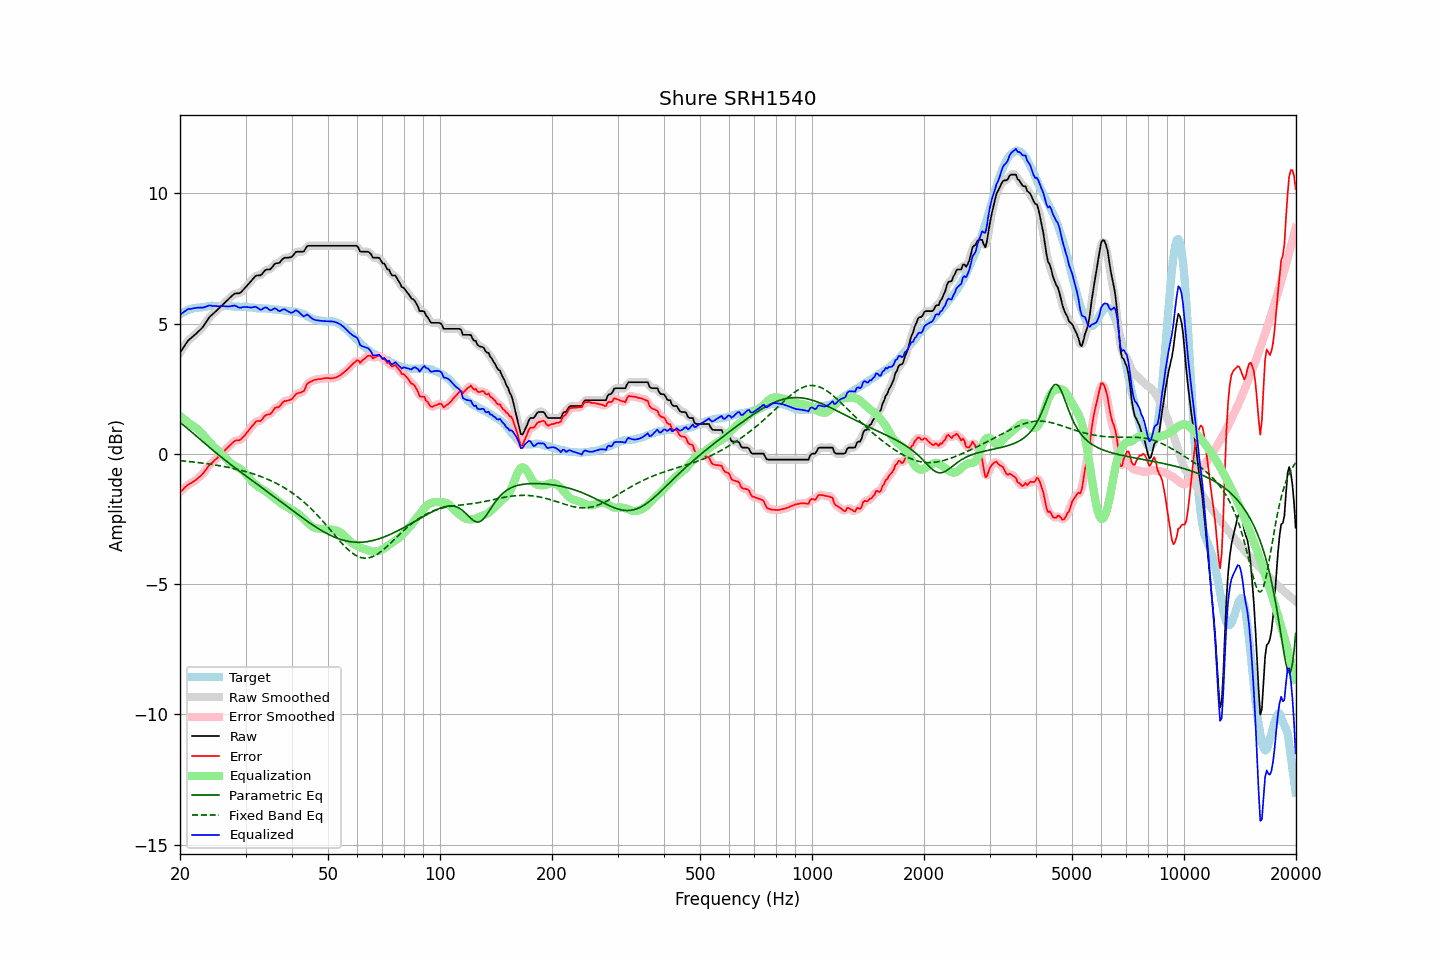 Shure SRH1540
Amplitude (dBr)
10
5
0
−5
−10
−15
Target
Raw Smoothed
Error Smoothed
Raw
Error
Equalization
Parametric Eq
Fixed Band Eq
Equalized
20 50 100 200 500 1000 2000 5000 10000 20000
Frequency (Hz)